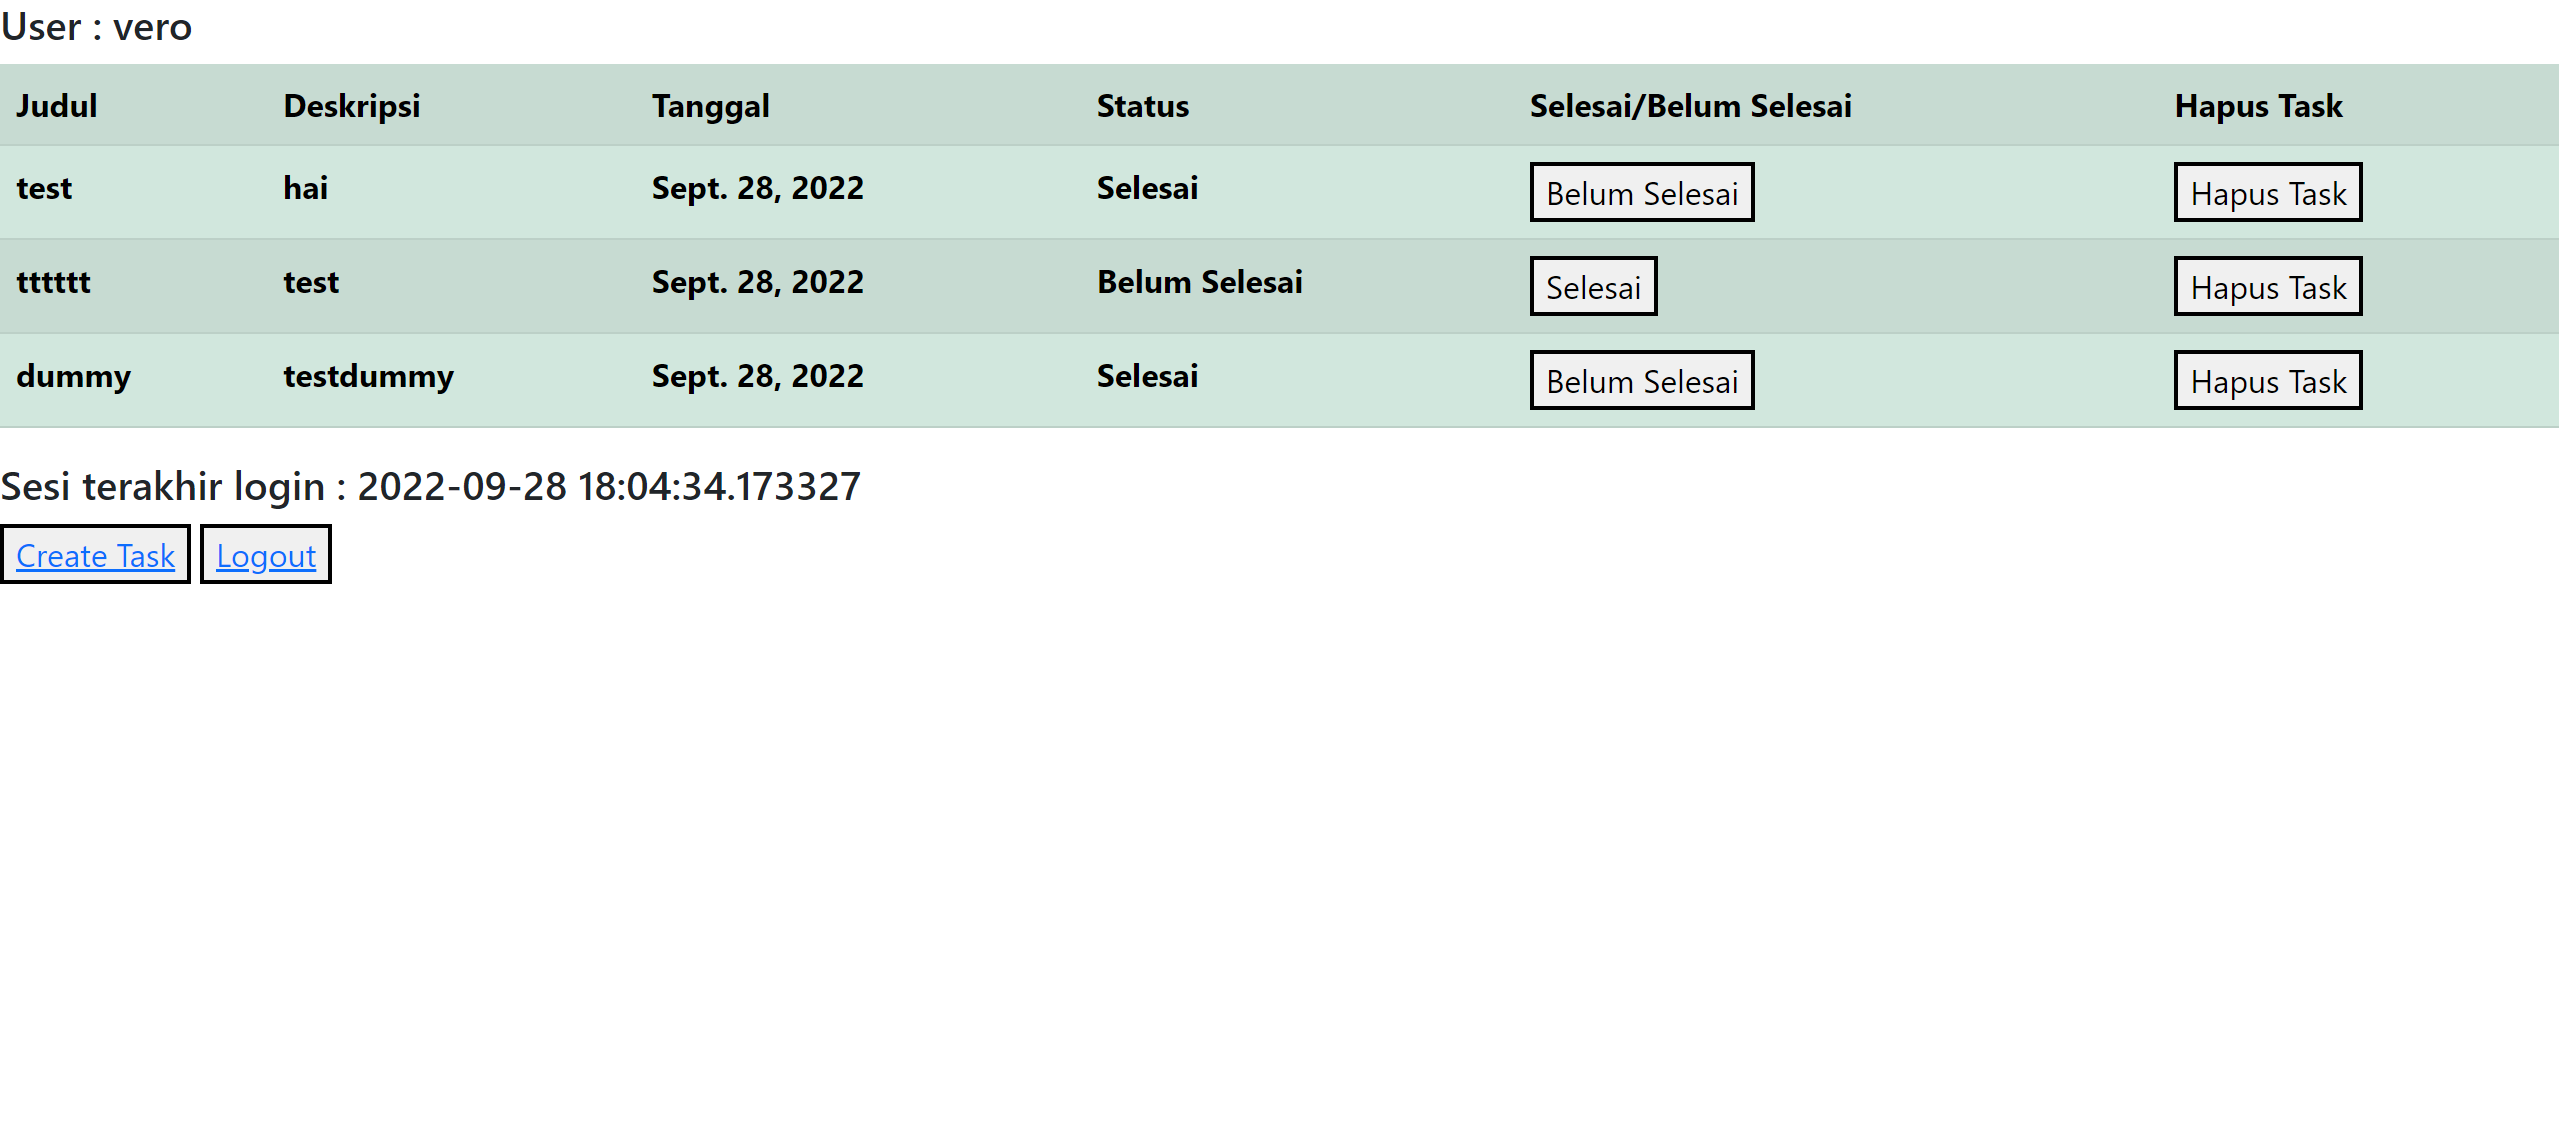 User : vero
Judul Deskripsi Tanggal Status Selesai/Belum Selesai Hapus Task
test hai Sept. 28, 2022 Selesai Belum Selesai Hapus Task
tttttt test Sept. 28, 2022 Belum Selesai Selesai Hapus Task
dummy testdummy Sept. 28, 2022 Selesai Belum Selesai Hapus Task
Sesi terakhir login : 2022-09-28 18:04:34.173327
Create Task Logout